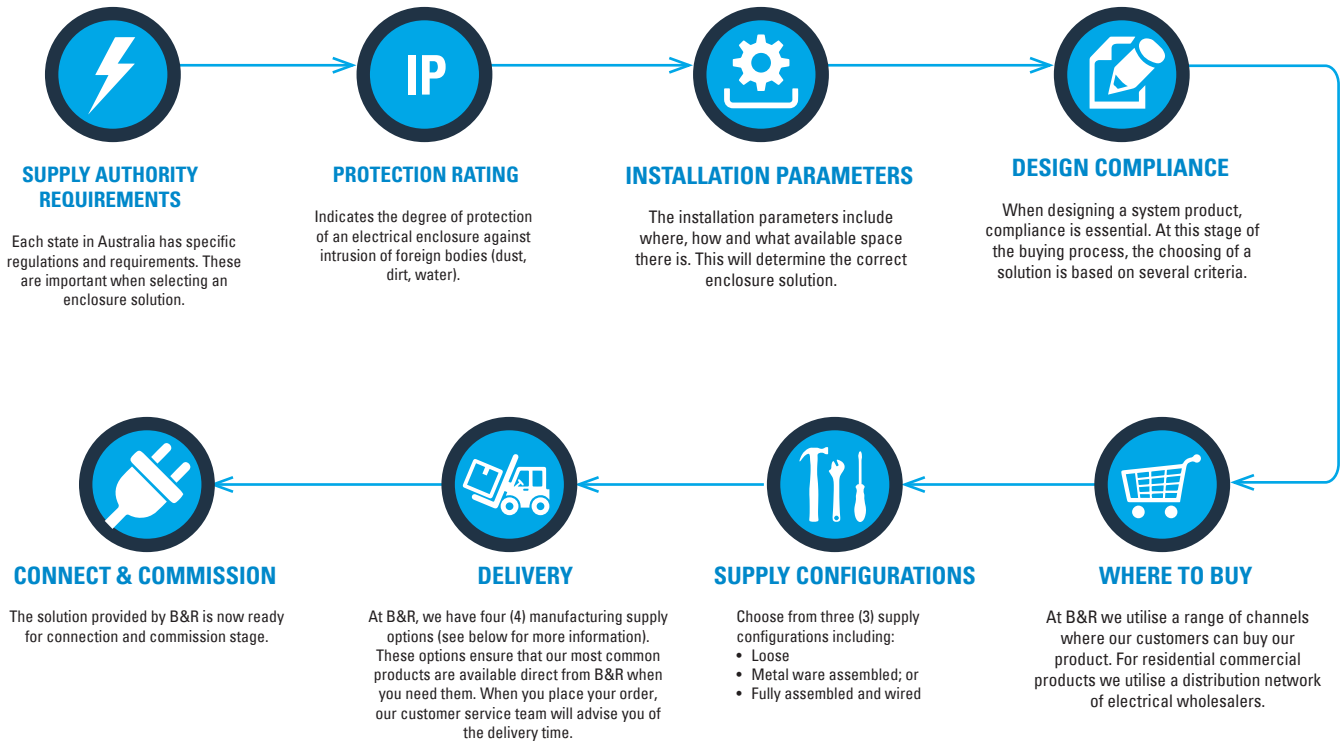 IP
SUPPLY AUTHORITY
REQUIREMENTS
Each state in Australia has specific
regulations and requirements. These
are important when selecting an
enclosure solution.
PROTECTION RATING
Indicates the degree of protection
of an electrical enclosure against
intrusion of foreign bodies (dust,
dirt, water).
INSTALLATION PARAMETERS
The installation parameters include
where, how and what available space
there is. This will determine the correct
enclosure solution.
DESIGN COMPLIANCE
When designing a system product,
compliance is essential. At this stage of
the buying process, the choosing of a
solution is based on several criteria.
WHERE TO BUY
At B&R we utilise a range of channels
where our customers can buy our
product. For residential commercial
products we utilise a distribution network
of electrical wholesalers.
SUPPLY CONFIGURATIONS
Choose from three (3) supply
configurations including:
• Loose
• Metal ware assembled; or
• Fully assembled and wired
DELIVERY
At B&R, we have four (4) manufacturing supply
options (see below for more information).
These options ensure that our most common
products are available direct from B&R when
you need them. When you place your order,
our customer service team will advise you of
the delivery time.
CONNECT & COMMISSION
The solution provided by B&R is now ready
for connection and commission stage.